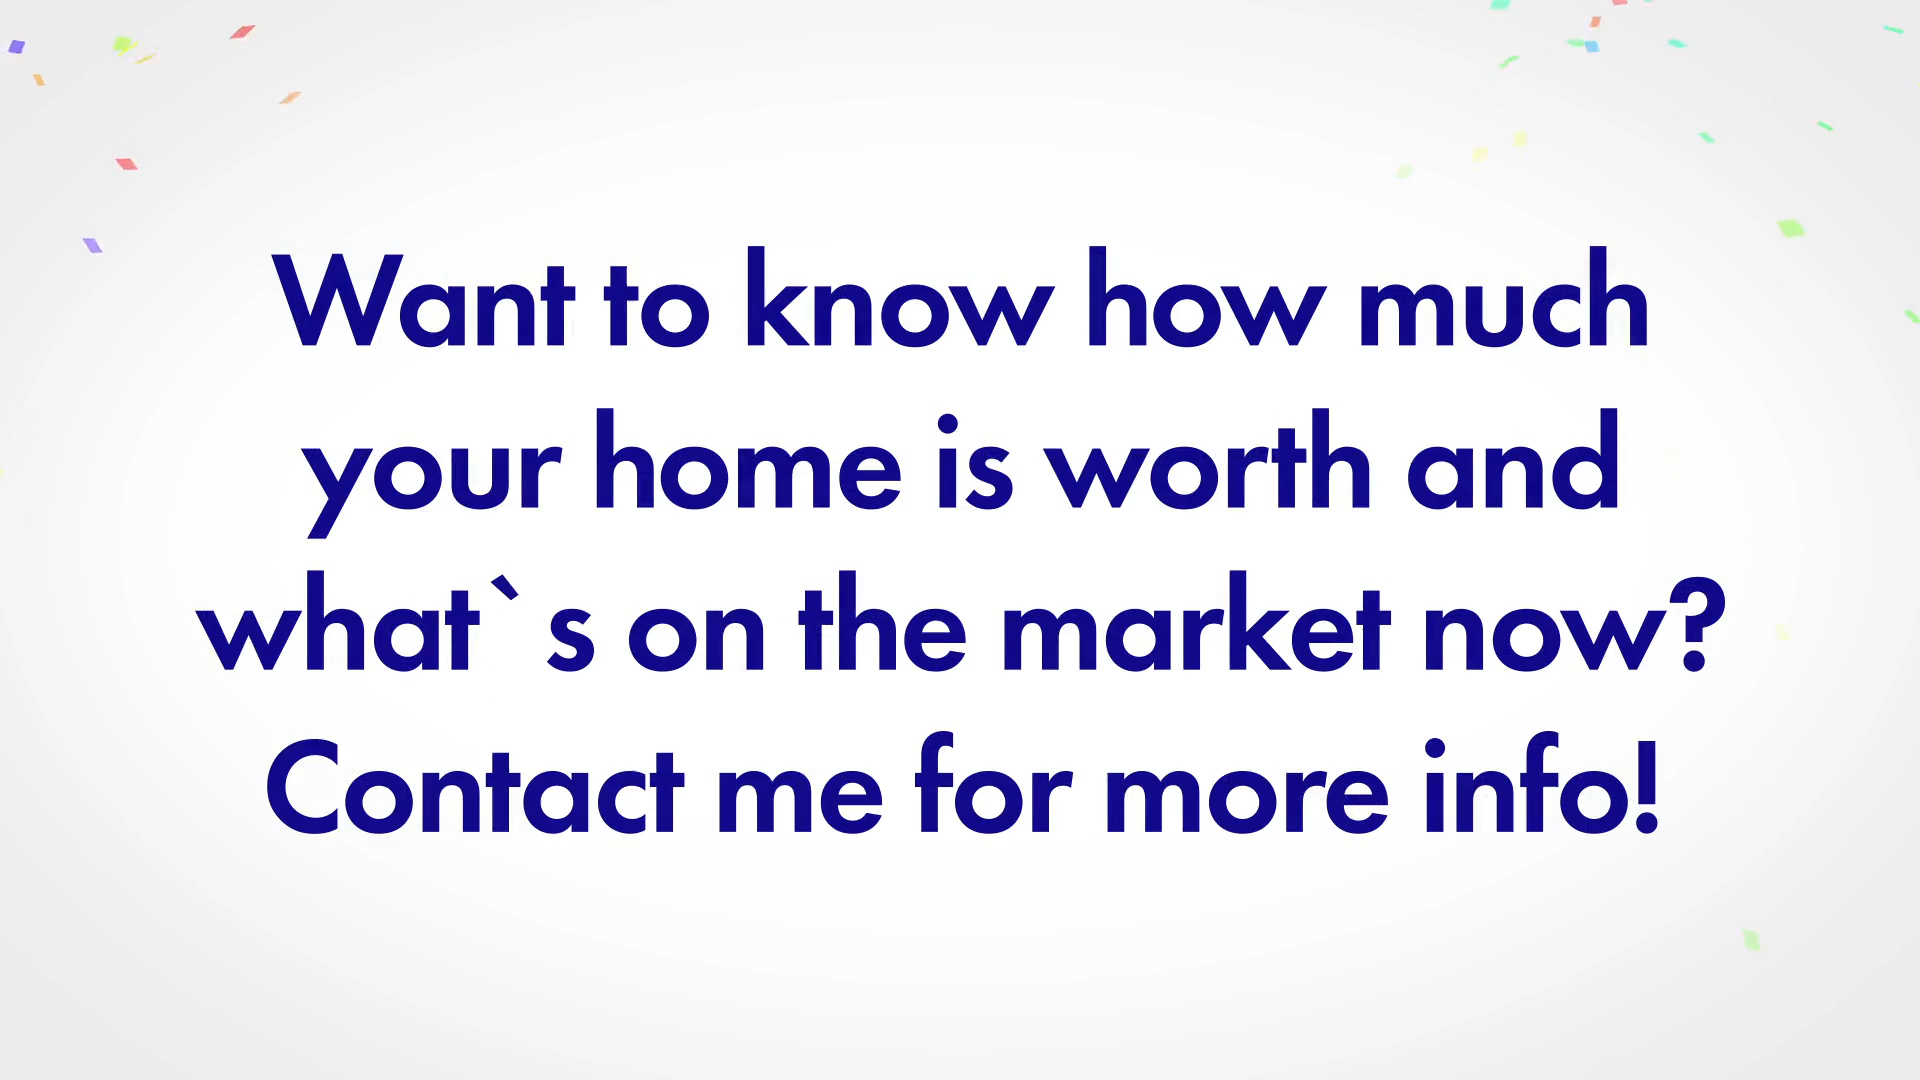 Want to know how much
your home is worth and
what`s on the market now?
Contact me for more info!